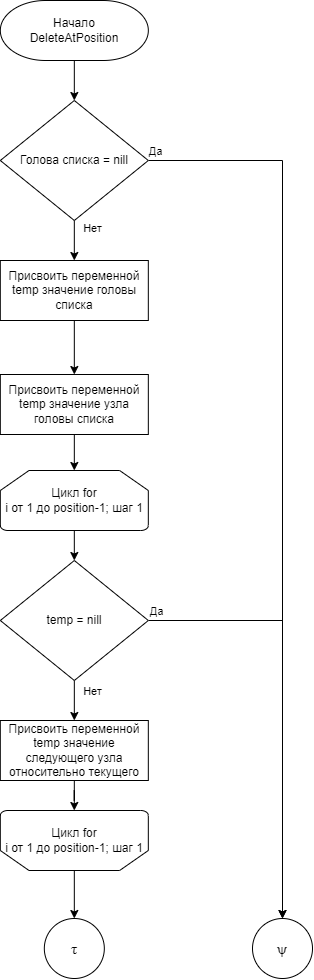 Начало
DeleteAtPosition
Голова списка = nill
Да
Нет
Присвоить переменной
temp значение головы
списка
Присвоить переменной
temp значение узла
головы списка
Цикл for
i от 1 до position-1; шаг 1
temp = nill
Да
Нет
Присвоить переменной
temp значение
следующего узла
относительно текущего
Цикл for
i от 1 до position-1; шаг 1
τ
ψ